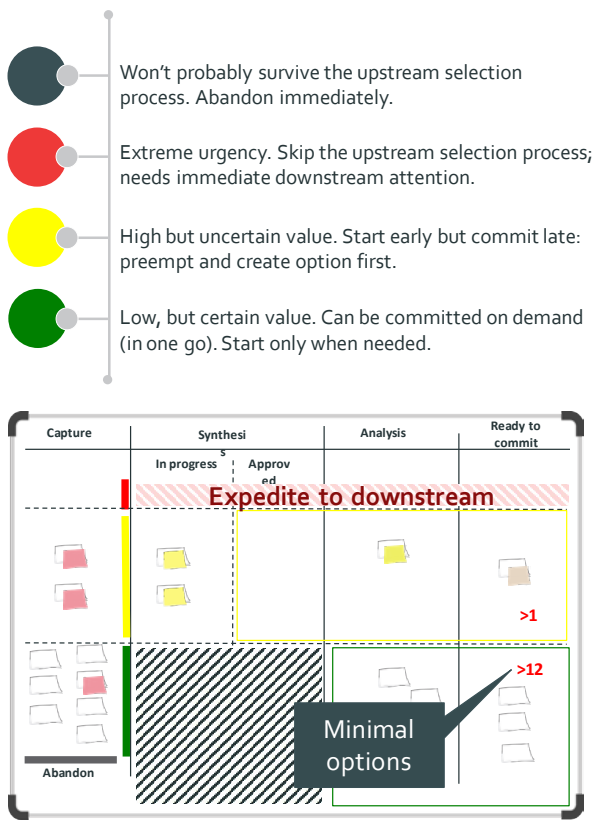 Won’t probably survive the upstream selection
process. Abandon immediately.
Extreme urgency. Skip the upstream selection process;
needs immediate downstream attention.
High but uncertain value. Start early but commit late:
preempt and create option first.
Low, but certain value. Can be committed on demand
(in one go). Start only when needed.
Capture
Synthesi
s
Analysis
Ready to
commit
In progress
Approv
ed
Expedite to downstream
>1
>12
Minimal
options
Abandon